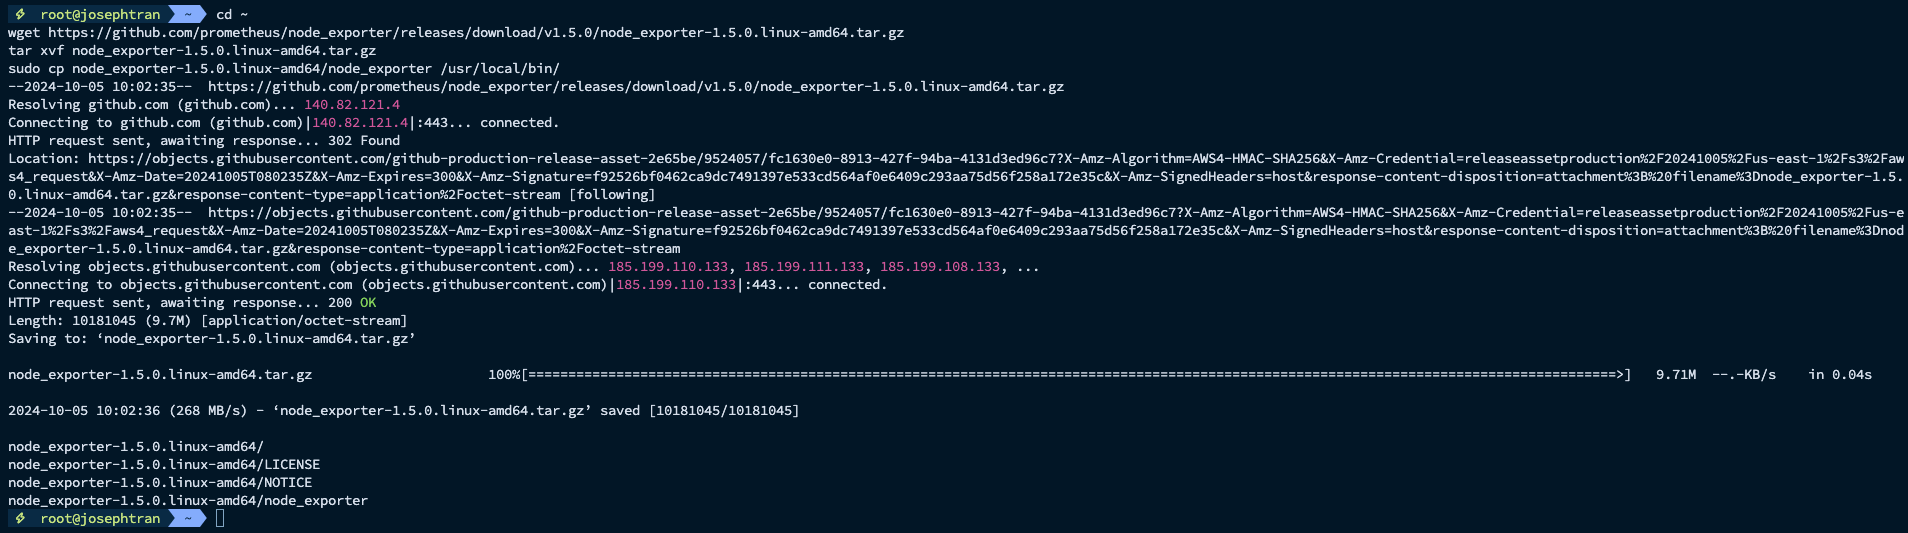 ⚡ root@josephtran ~ cd ~
wget https://github.com/prometheus/node_exporter/releases/download/v1.5.0/node_exporter-1.5.0.linux-amd64.tar.gz
tar xvf node_exporter-1.5.0.linux-amd64.tar.gz
sudo cp node_exporter-1.5.0.linux-amd64/node_exporter /usr/local/bin/
--2024-10-05 10:02:35--  https://github.com/prometheus/node_exporter/releases/download/v1.5.0/node_exporter-1.5.0.linux-amd64.tar.gz
Resolving github.com (github.com)... 140.82.121.4
Connecting to github.com (github.com)|140.82.121.4|:443... connected.
HTTP request sent, awaiting response... 302 Found
Location: https://objects.githubusercontent.com/github-production-release-asset-2e65be/9524057/fc1630e0-8913-427f-94ba-4131d3ed96c7?X-Amz-Algorithm=AWS4-HMAC-SHA256&X-Amz-Credential=releaseassetproduction%2F20241005%2Fus-east-1%2Fs3%2Faw
s4_request&X-Amz-Date=20241005T080235Z&X-Amz-Expires=300&X-Amz-Signature=f92526bf0462ca9dc7491397e533cd564af0e6409c293aa75d56f258a172e35c&X-Amz-SignedHeaders=host&response-content-disposition=attachment%3B%20filename%3Dnode_exporter-1.5.
0.linux-amd64.tar.gz&response-content-type=application%2Foctet-stream [following]
--2024-10-05 10:02:35--  https://objects.githubusercontent.com/github-production-release-asset-2e65be/9524057/fc1630e0-8913-427f-94ba-4131d3ed96c7?X-Amz-Algorithm=AWS4-HMAC-SHA256&X-Amz-Credential=releaseassetproduction%2F20241005%2Fus-e
ast-1%2Fs3%2Faws4_request&X-Amz-Date=20241005T080235Z&X-Amz-Expires=300&X-Amz-Signature=f92526bf0462ca9dc7491397e533cd564af0e6409c293aa75d56f258a172e35c&X-Amz-SignedHeaders=host&response-content-disposition=attachment%3B%20filename%3Dnod
e_exporter-1.5.0.linux-amd64.tar.gz&response-content-type=application%2Foctet-stream
Resolving objects.githubusercontent.com (objects.githubusercontent.com)... 185.199.110.133, 185.199.111.133, 185.199.108.133, ...
Connecting to objects.githubusercontent.com (objects.githubusercontent.com)|185.199.110.133|:443... connected.
HTTP request sent, awaiting response... 200 OK
Length: 10181045 (9.7M) [application/octet-stream]
Saving to: ‘node_exporter-1.5.0.linux-amd64.tar.gz’
node_exporter-1.5.0.linux-amd64.tar.gz 100%[========================================================================================================================================>] 9.71M --.-KB/s in 0.04s
2024-10-05 10:02:36 (268 MB/s) - ‘node_exporter-1.5.0.linux-amd64.tar.gz’ saved [10181045/10181045]
node_exporter-1.5.0.linux-amd64/
node_exporter-1.5.0.linux-amd64/LICENSE
node_exporter-1.5.0.linux-amd64/NOTICE
node_exporter-1.5.0.linux-amd64/node_exporter
⚡ root@josephtran ~